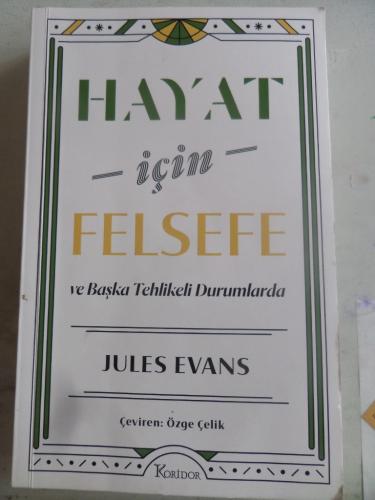 HAYAT
için
FELSEFE
ve Başka Tehlikeli Durumlarda
JULES EVANS
Çeviren: Özge Çelik
KORİDOR